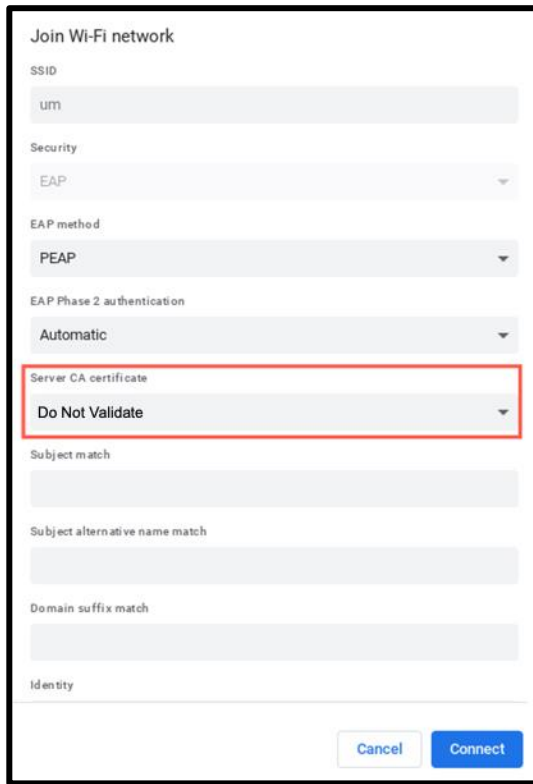 Join Wi-Fi network
SSID
um
Security
EAP
EAP method
PEAP
EAP Phase 2 authentication
Automatic
Server CA certificate
Do Not Validate
Subject match
Subject alternative name match
Domain suffix match
Identity
Cancel Connect